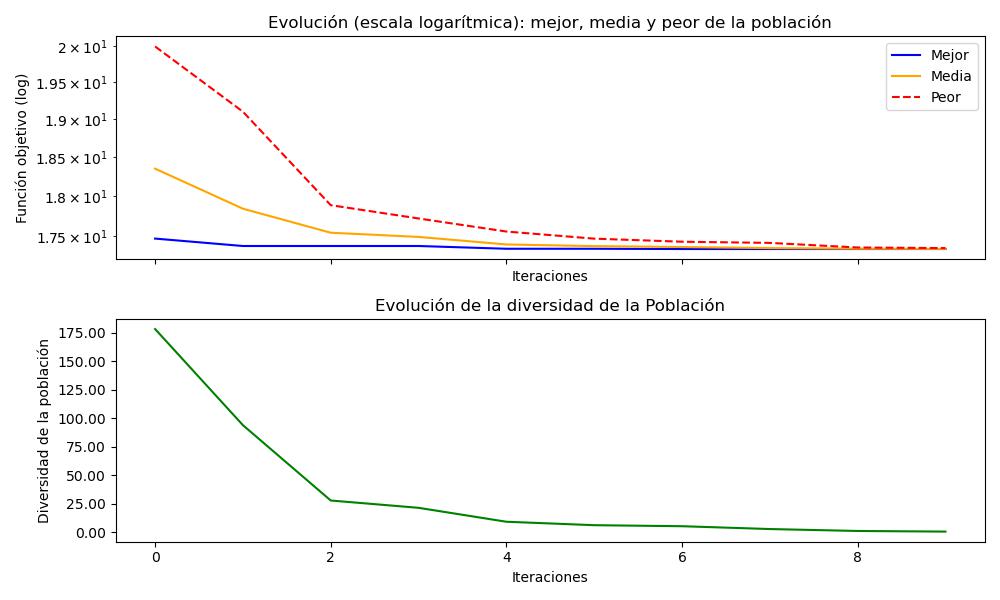 Evolución (escala logarítmica): mejor, media y peor de la población
Función objetivo (log)
2 × 10¹
1.95 × 10¹
1.9 × 10¹
1.85 × 10¹
1.8 × 10¹
1.75 × 10¹
Mejor
Media
Peor
Iteraciones
Evolución de la diversidad de la Población
Diversidad de la población
175.00
150.00
125.00
100.00
75.00
50.00
25.00
0.00
0 2 4 6 8
Iteraciones